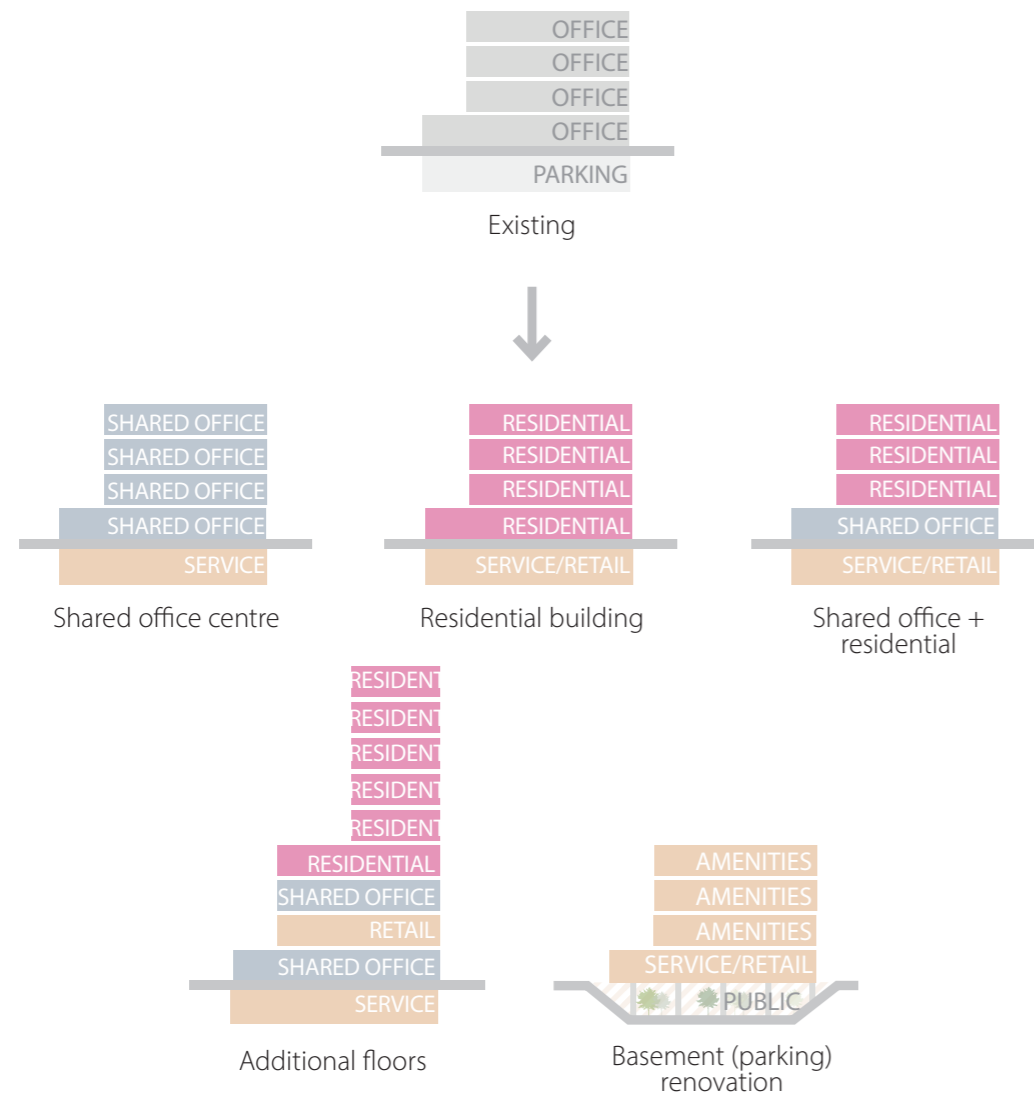 OFFICE
OFFICE
OFFICE
OFFICE
PARKING
Existing
SHARED OFFICE
SHARED OFFICE
SHARED OFFICE
SHARED OFFICE
SERVICE
Shared office centre
RESIDENTIAL
RESIDENTIAL
RESIDENTIAL
RESIDENTIAL
SERVICE/RETAIL
Residential building
RESIDENTIAL
RESIDENTIAL
RESIDENTIAL
SHARED OFFICE
SERVICE/RETAIL
Shared office +
residential
RESIDENT
RESIDENT
RESIDENT
RESIDENT
RESIDENT
RESIDENTIAL
SHARED OFFICE
RETAIL
SHARED OFFICE
SERVICE
Additional floors
AMENITIES
AMENITIES
AMENITIES
SERVICE/RETAIL
PUBLIC
Basement (parking)
renovation